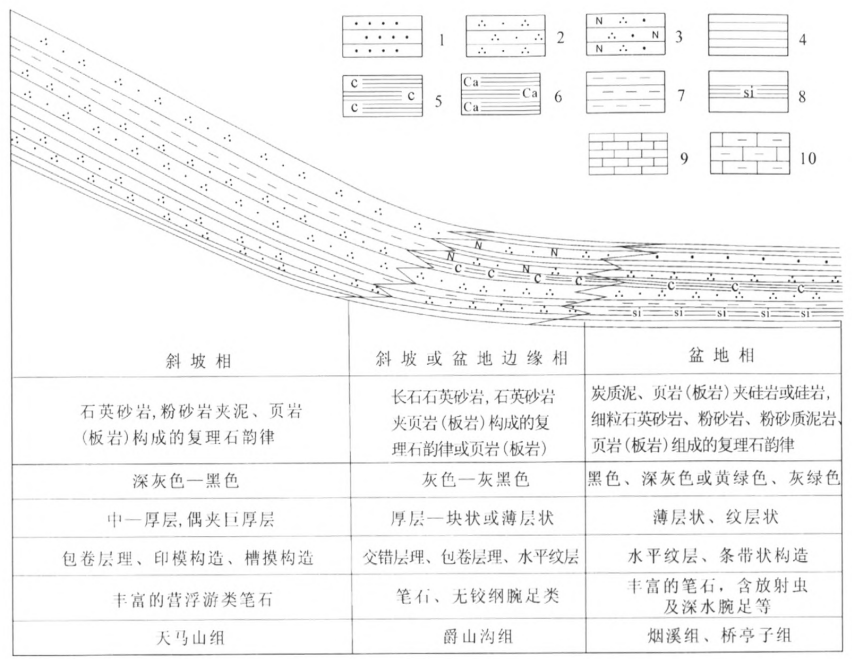 1
2
N
N
N
3
4
c
c
c
5
Ca
Ca
Ca
6
7
si
8
9
10
N
N
N
N
c
c
c
c
c
c
c
c
si
si
si
si
si
斜坡相
斜坡或盆地边缘相
盆地相
石英砂岩,粉砂岩夹泥、页岩
(板岩)构成的复理石韵律
长石石英砂岩,石英砂岩
夹页岩(板岩)构成的复
理石韵律或页岩(板岩)
炭质泥、页岩(板岩)夹硅岩或硅岩,
细粒石英砂岩、粉砂岩、粉砂质泥岩、
页岩(板岩)组成的复理石韵律
深灰色—黑色
灰色—灰黑色
黑色、深灰色或黄绿色、灰绿色
中—厚层,偶夹巨厚层
厚层—块状或薄层状
薄层状、纹层状
包卷层理、印模构造、槽摸构造
交错层理、包卷层理、水平纹层
水平纹层、条带状构造
丰富的营浮游类笔石
笔石、无铰纲腕足类
丰富的笔石，含放射虫
及深水腕足等
天马山组
爵山沟组
烟溪组、桥亭子组